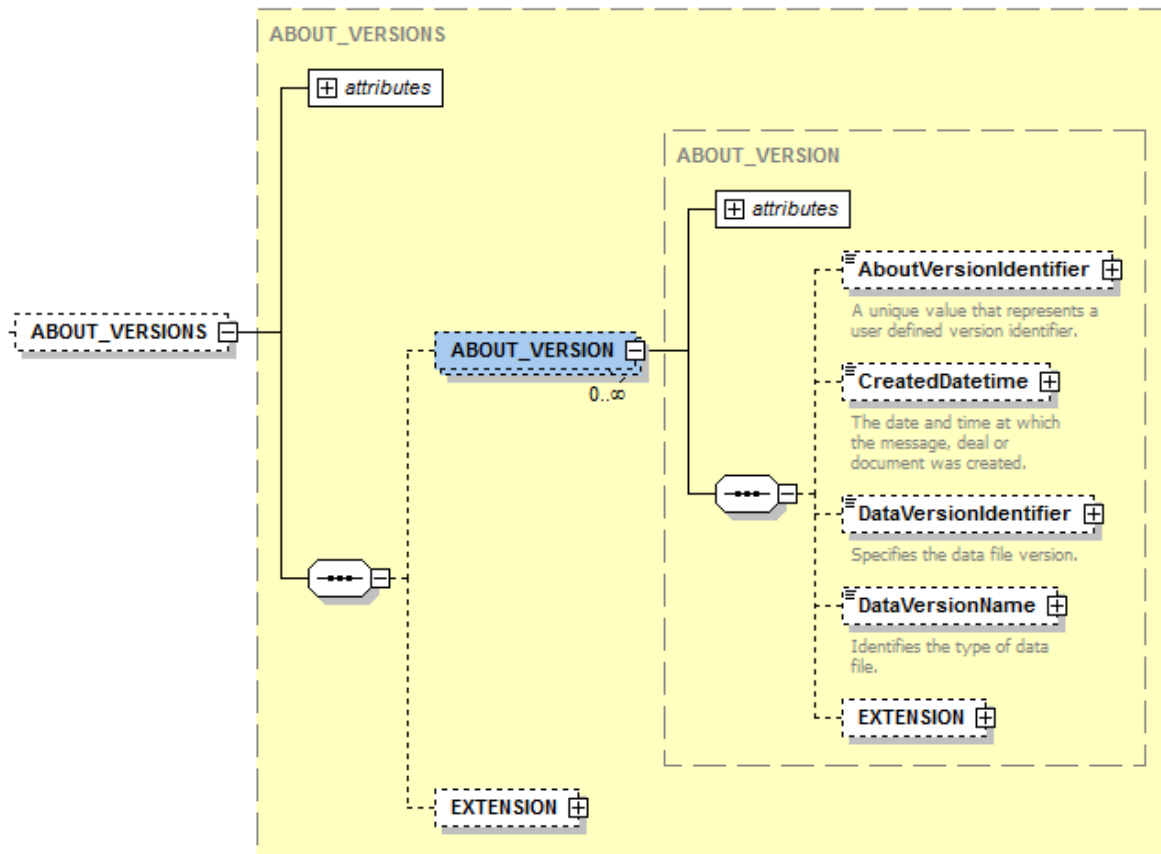 ABOUT_VERSIONS
attributes
ABOUT_VERSION
attributes
AboutVersionIdentifier
A unique value that represents a
user defined version identifier.
ABOUT_VERSIONS
ABOUT_VERSION
0..∞
CreatedDatetime
The date and time at which
the message, deal or
document was created.
DataVersionIdentifier
Specifies the data file version.
DataVersionName
Identifies the type of data
file.
EXTENSION
EXTENSION